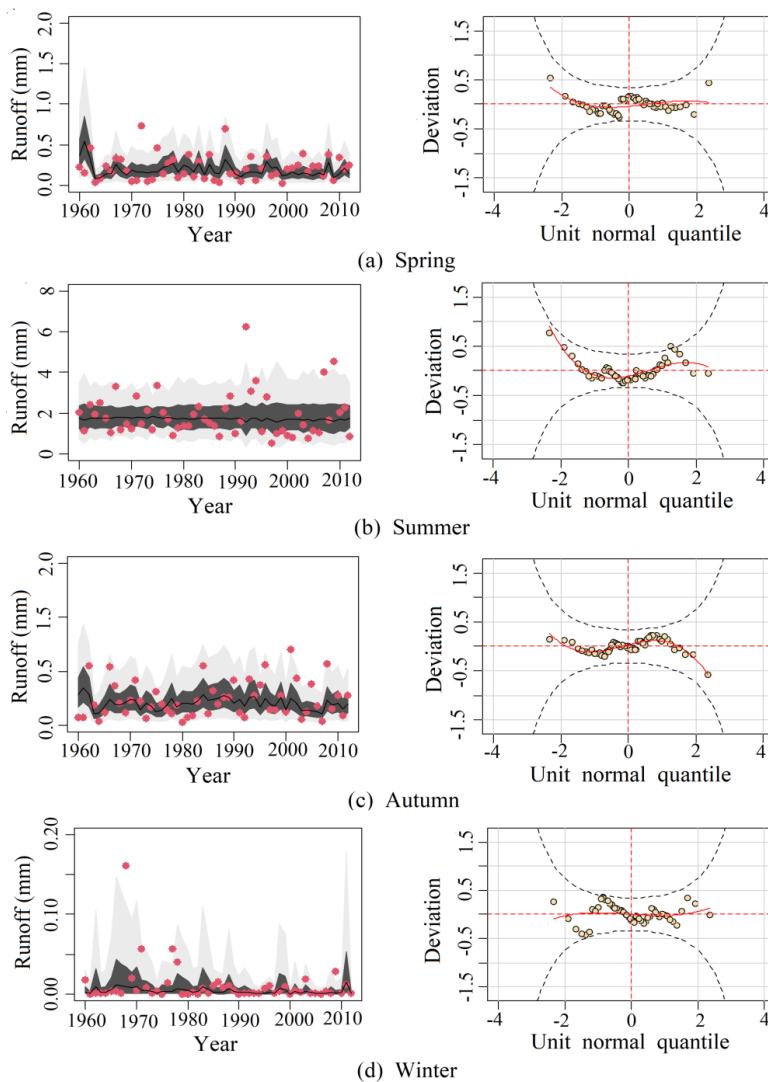 2.0
1.5
1.0
0.5
0.0
Runoff (mm)
1960 1970 1980 1990 2000 2010
Year
1.5
0.5
-0.5
-1.5
Deviation
-4 -2 0 2 4
Unit normal quantile
(a) Spring
8
6
4
2
0
Runoff (mm)
1960 1970 1980 1990 2000 2010
Year
1.5
0.5
-0.5
-1.5
Deviation
-4 -2 0 2 4
Unit normal quantile
(b) Summer
2.0
1.0
0.5
0.0
Runoff (mm)
1960 1970 1980 1990 2000 2010
Year
1.5
0.5
-0.5
-1.5
Deviation
-4 -2 0 2 4
Unit normal quantile
(c) Autumn
0.20
0.10
0.00
Runoff (mm)
1960 1970 1980 1990 2000 2010
Year
1.5
0.5
-0.5
-1.5
Deviation
-4 -2 0 2 4
Unit normal quantile
(d) Winter